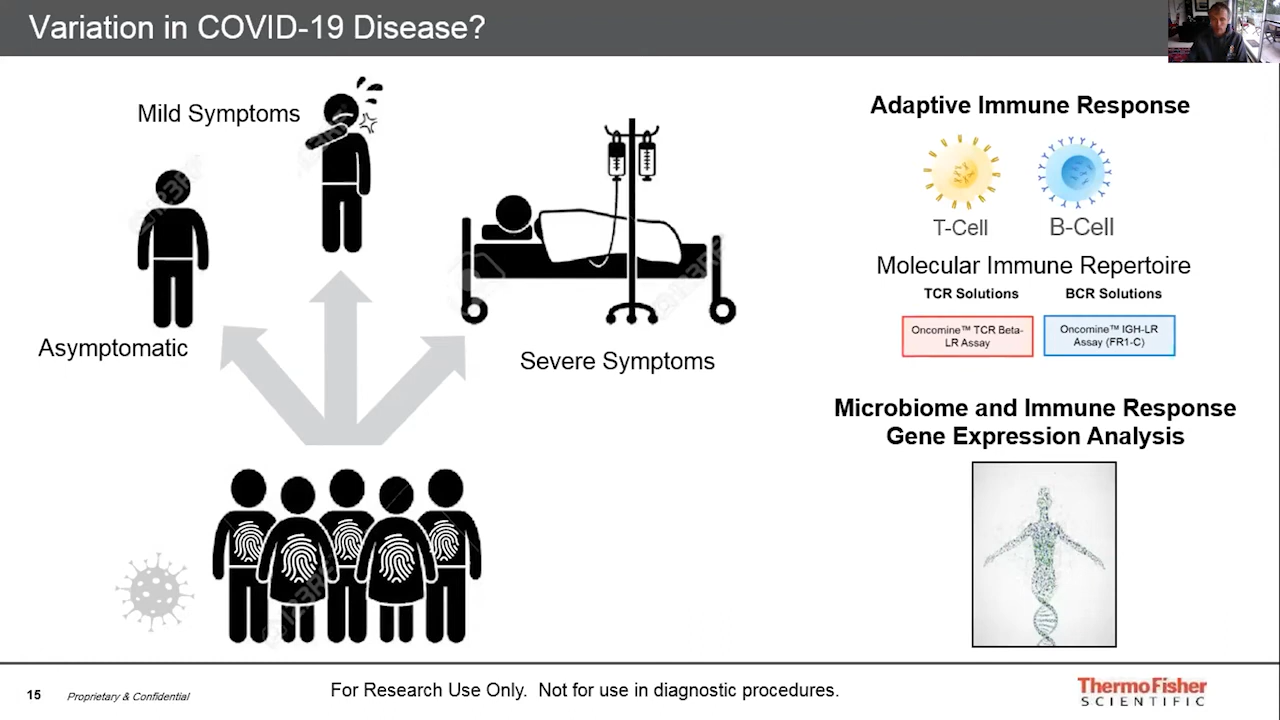 Variation in COVID-19 Disease?
Mild Symptoms
Asymptomatic
Severe Symptoms
Adaptive Immune Response
T-Cell
B-Cell
Molecular Immune Repertoire
TCR Solutions
BCR Solutions
Oncomine™ TCR Beta-
LR Assay
Oncomine™ IGH-LR
Assay (FR1-C)
Microbiome and Immune Response
Gene Expression Analysis
15
Proprietary & Confidential
For Research Use Only. Not for use in diagnostic procedures.
ThermoFisher
SCIENTIFIC